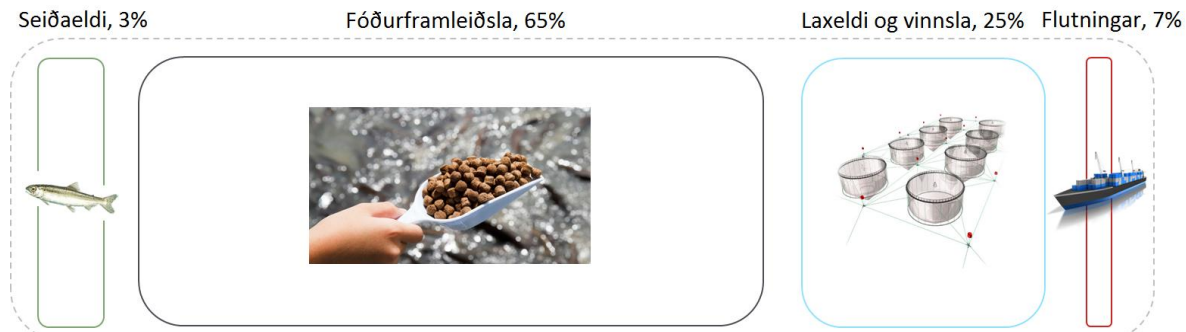 Seiðaeldi, 3%
Fóðurframleiðsla, 65%
Laxeldi og vinnsla, 25%
Flutningar, 7%